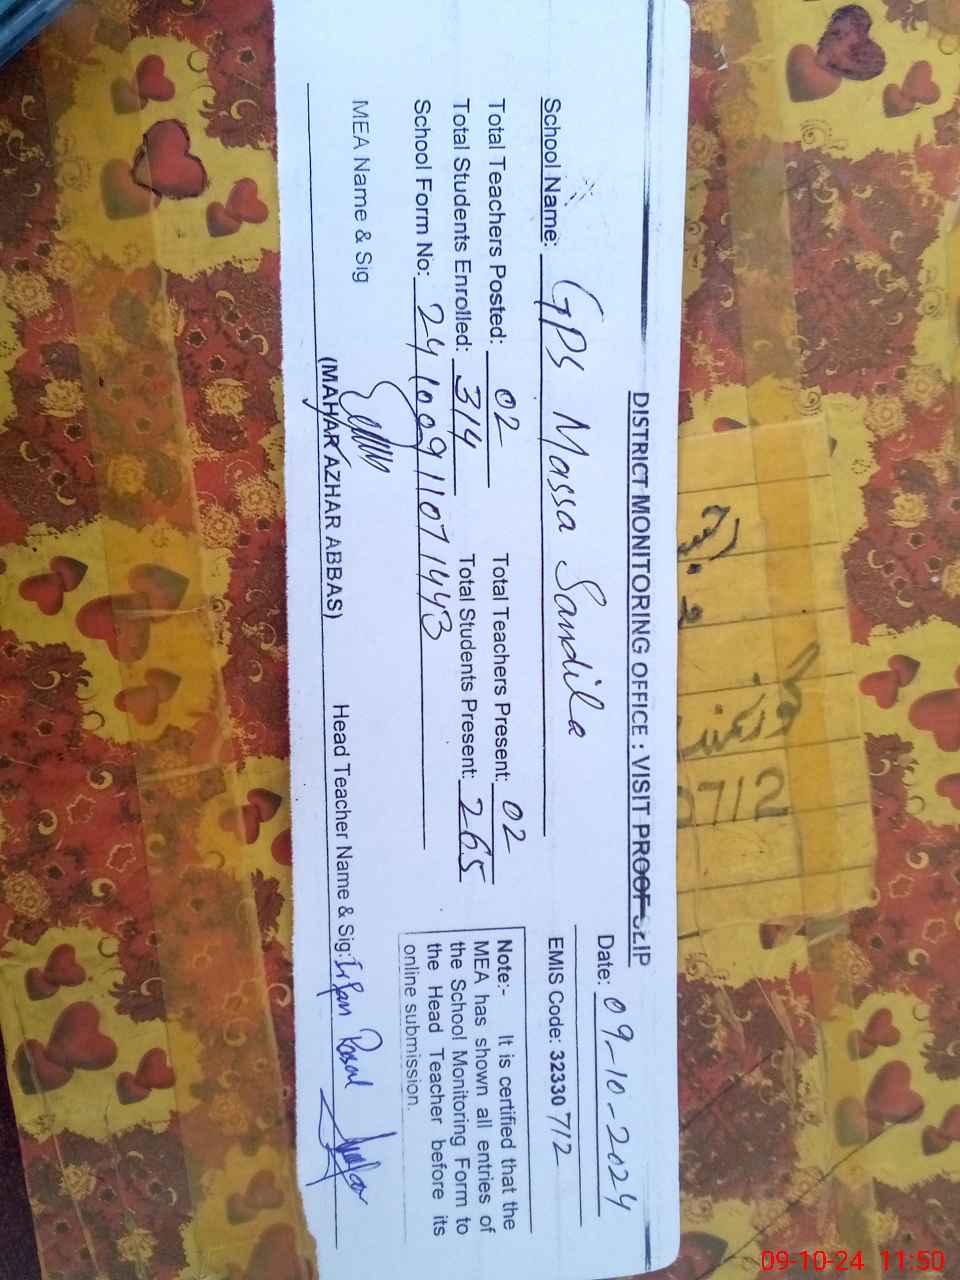 DISTRICT MONITORING OFFICE : VISIT PROOF SLIP
Date: 09-10-2024
School Name: GPS Massa Sandila
EMIS Code: 32330712
Total Teachers Posted: 02 Total Teachers Present: 02
Total Students Enrolled: 314 Total Students Present: 265
School Form No: 24100911071443
Note:- It is certified that the
MEA has shown all entries of
the School Monitoring Form to
the Head Teacher before its
online submission.
MEA Name & Sig
(MAHAR AZHAR ABBAS)
Head Teacher Name & Sig: Irfan Rasul
712
09-10-24 11:50